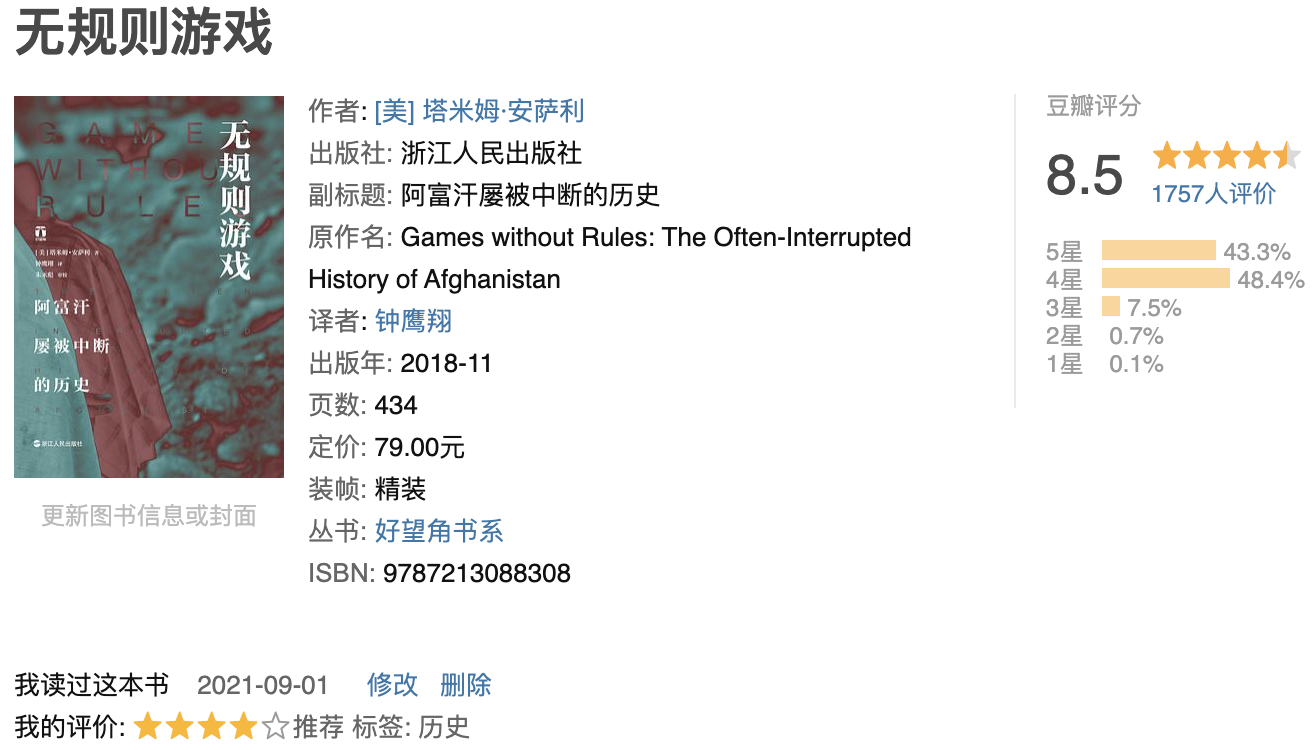 无规则游戏
GAME
WITHOU
RULE
无规则游戏
[美]塔米姆·安萨利 著
钟鹰翔 译
阿富汗
屡被中断
的历史
浙江人民出版社
更新图书信息或封面
作者: [美] 塔米姆·安萨利
出版社: 浙江人民出版社
副标题: 阿富汗屡被中断的历史
原作名: Games without Rules: The Often-Interrupted
History of Afghanistan
译者: 钟鹰翔
出版年: 2018-11
页数: 434
定价: 79.00元
装帧: 精装
丛书: 好望角书系
ISBN: 9787213088308
豆瓣评分
8.5
1757人评价
5星 43.3%
4星 48.4%
3星 7.5%
2星 0.7%
1星 0.1%
我读过这本书 2021-09-01 修改 删除
我的评价: 推荐 标签: 历史